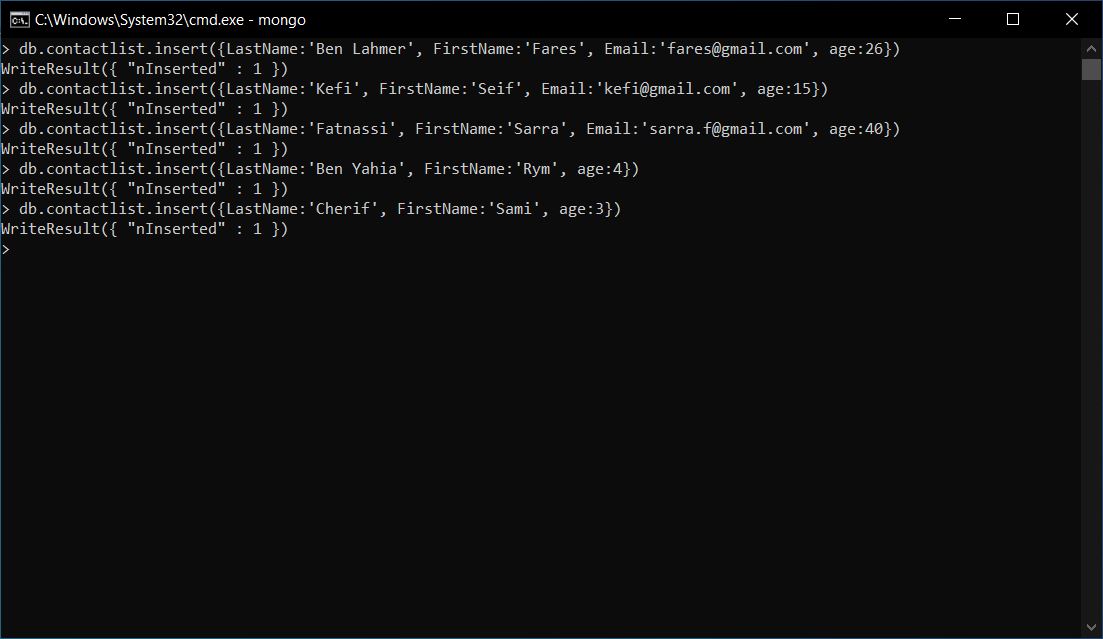 C:\Windows\System32\cmd.exe - mongo
> db.contactlist.insert({LastName:'Ben Lahmer', FirstName:'Fares', Email:'fares@gmail.com', age:26})
WriteResult({ "nInserted" : 1 })
> db.contactlist.insert({LastName:'Kefi', FirstName:'Seif', Email:'kefi@gmail.com', age:15})
WriteResult({ "nInserted" : 1 })
> db.contactlist.insert({LastName:'Fatnassi', FirstName:'Sarra', Email:'sarra.f@gmail.com', age:40})
WriteResult({ "nInserted" : 1 })
> db.contactlist.insert({LastName:'Ben Yahia', FirstName:'Rym', age:4})
WriteResult({ "nInserted" : 1 })
> db.contactlist.insert({LastName:'Cherif', FirstName:'Sami', age:3})
WriteResult({ "nInserted" : 1 })
>